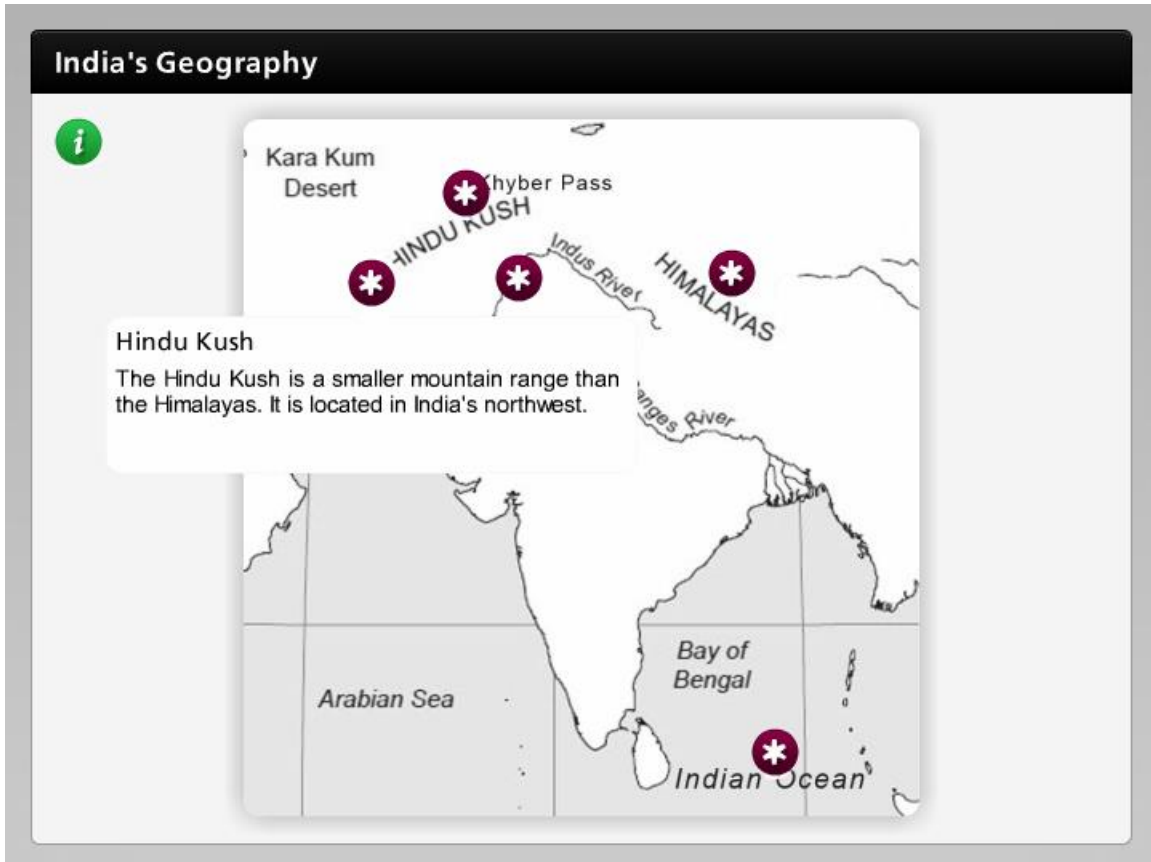 India's Geography
i
Kara Kum
Desert
Khyber Pass
HINDU KUSH
Indus River
HIMALAYAS
Hindu Kush
The Hindu Kush is a smaller mountain range than
the Himalayas. It is located in India's northwest.
River
Bay of
Bengal
Arabian Sea
Indian Ocean